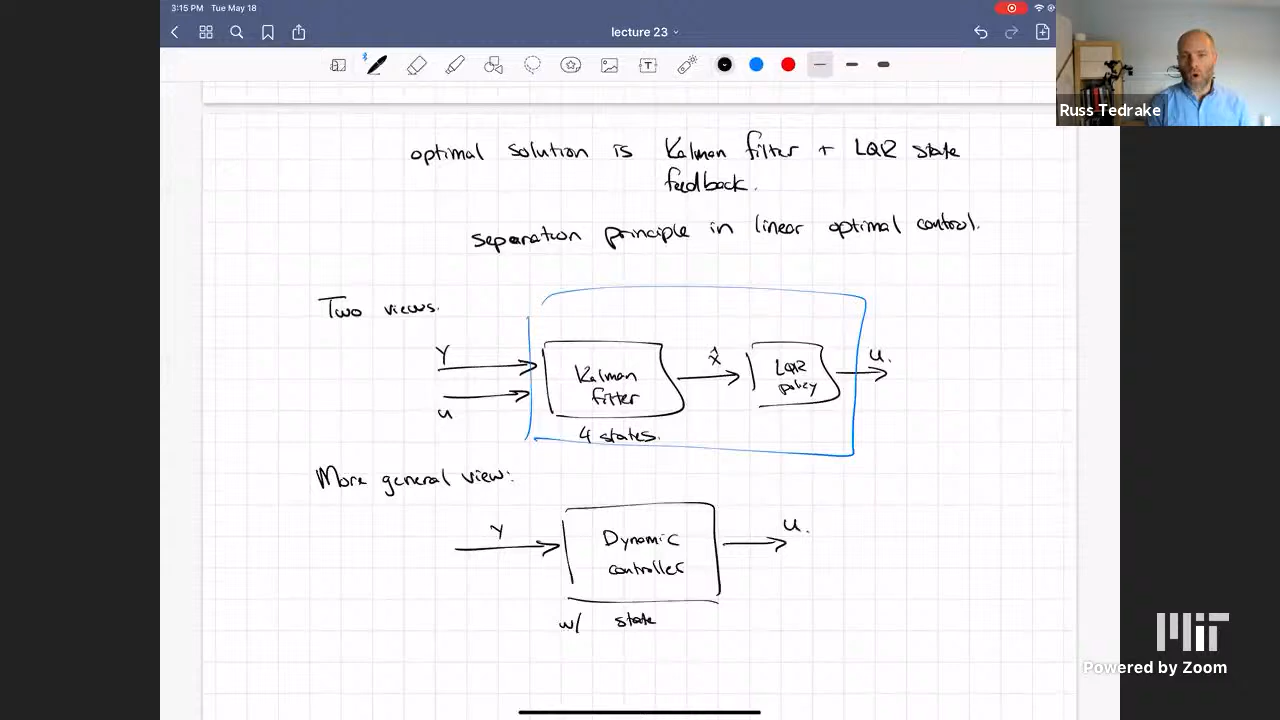 3:15 PM Tue May 18
lecture 23
Russ Tedrake
optimal solution is Kalman filter + LQR state
feedback.
separation principle in linear optimal control.
Two views.
y
u
Kalman
filter
4 states.
x̂
LQR
policy
u.
More general view:
y
Dynamic
controller
w/ state
u.
MIT
Powered by Zoom